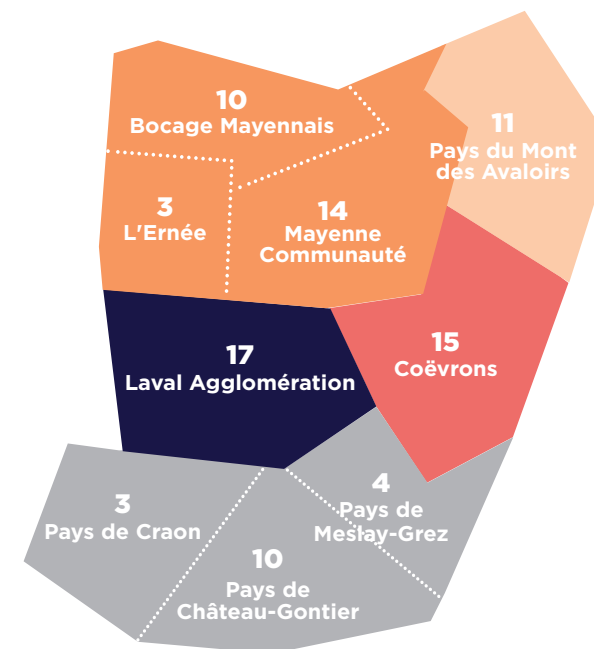 10
Bocage Mayennais
11
Pays du Mont
des Avaloirs
3
L'Ernée
14
Mayenne
Communauté
17
Laval Agglomération
15
Coëvrons
3
Pays de Craon
4
Pays de
Meslay-Grez
10
Pays de
Château-Gontier